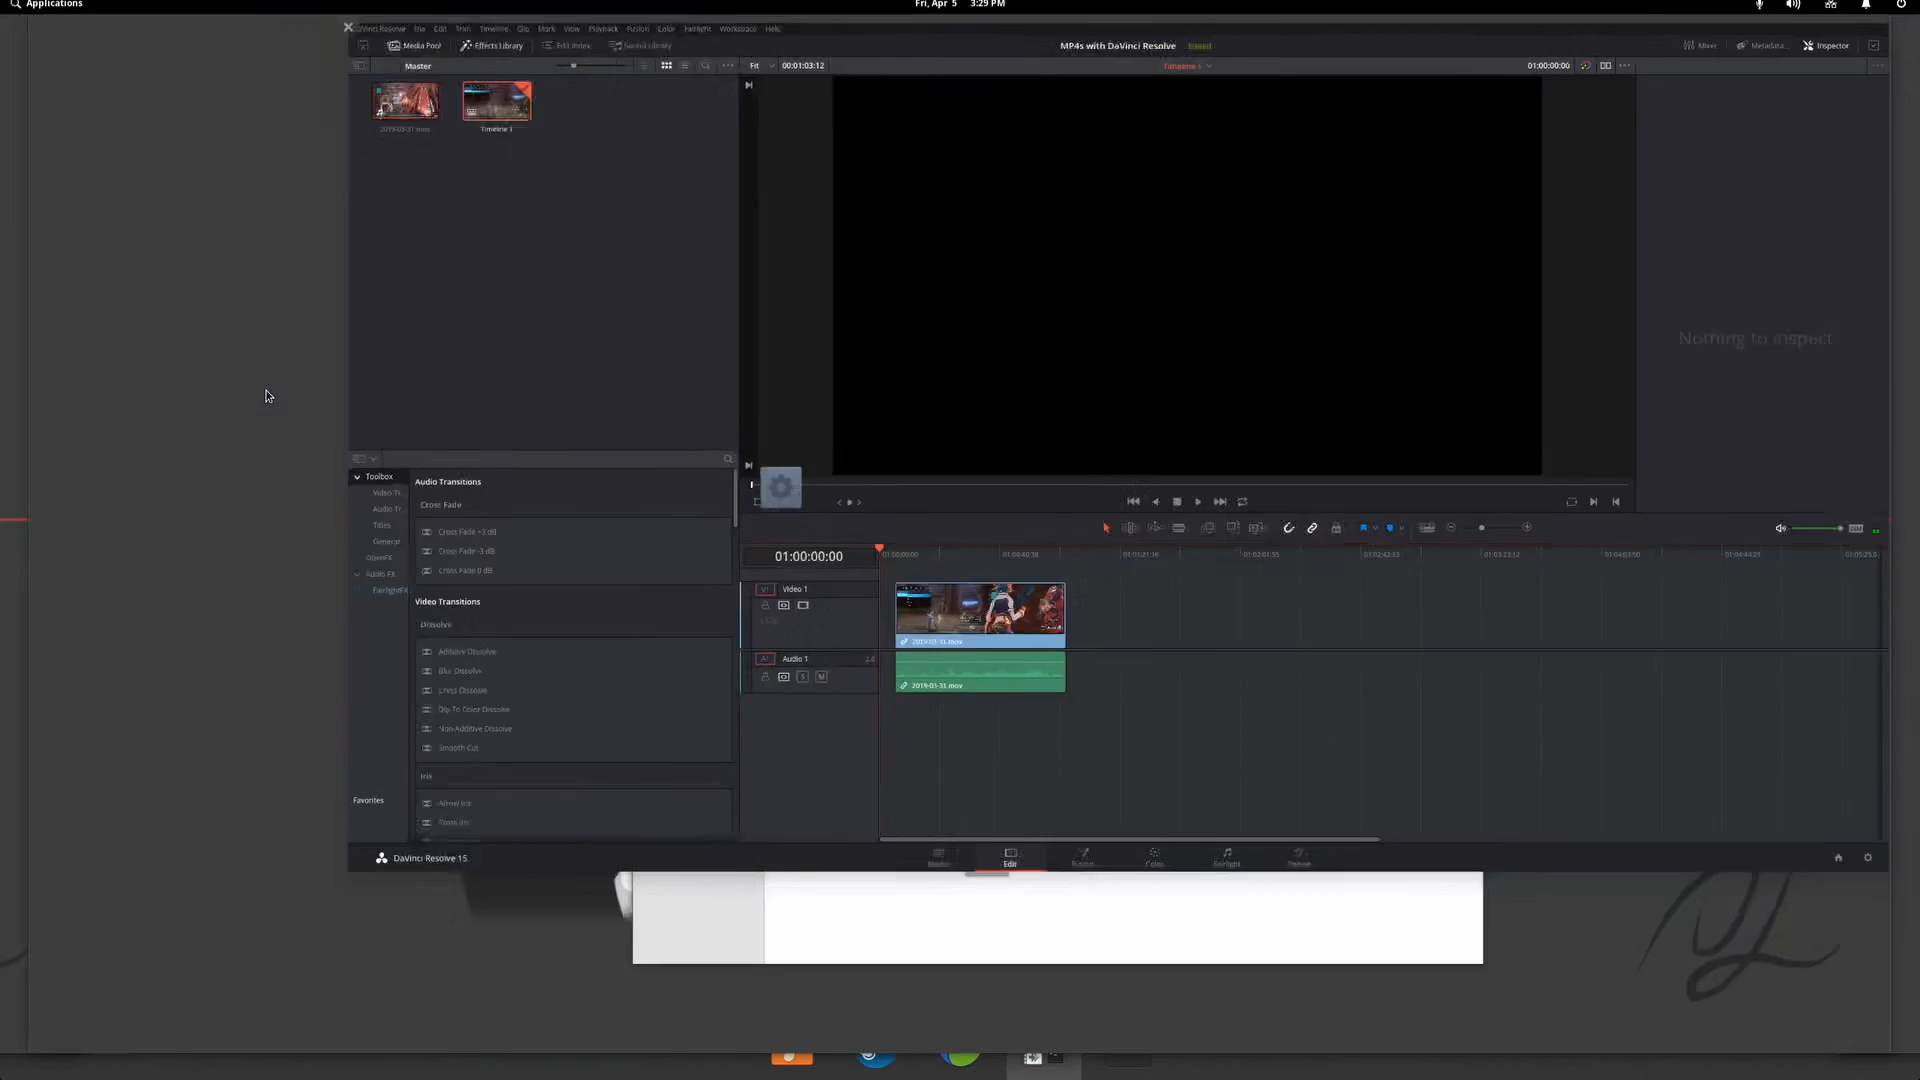 Applications
Fri, Apr 5 3:29 PM
DaVinci Resolve File Edit Trim Timeline Clip Mark View Playback Fusion Color Fairlight Workspace Help
Media Pool Effects Library Edit Index Sound Library
MP4s with DaVinci Resolve Edited
Mixer Metadata Inspector
Master
Fit 00:01:03:12
Timeline 1
01:00:00:00
2019-03-31.mov
Timeline 1
Nothing to inspect
Toolbox
Video Tr...
Audio Tr...
Titles
Generat
OpenFX
Audio FX
FairlightFX
Favorites
Audio Transitions
Cross Fade
Cross Fade +3 dB
Cross Fade -3 dB
Cross Fade 0 dB
Video Transitions
Dissolve
Additive Dissolve
Blur Dissolve
Cross Dissolve
Dip To Color Dissolve
Non-Additive Dissolve
Smooth Cut
Iris
Arrow Iris
Cross Iris
01:00:00:00
01:00:00:00 01:00:40:38 01:01:21:16 01:02:01:55 01:02:42:33 01:03:23:12 01:04:03:50 01:04:44:29
V1 Video 1
2019-03-31.mov
A1 Audio 1 2.0
S M
2019-03-31.mov
DaVinci Resolve 15
Media Edit Fusion Color Fairlight Deliver